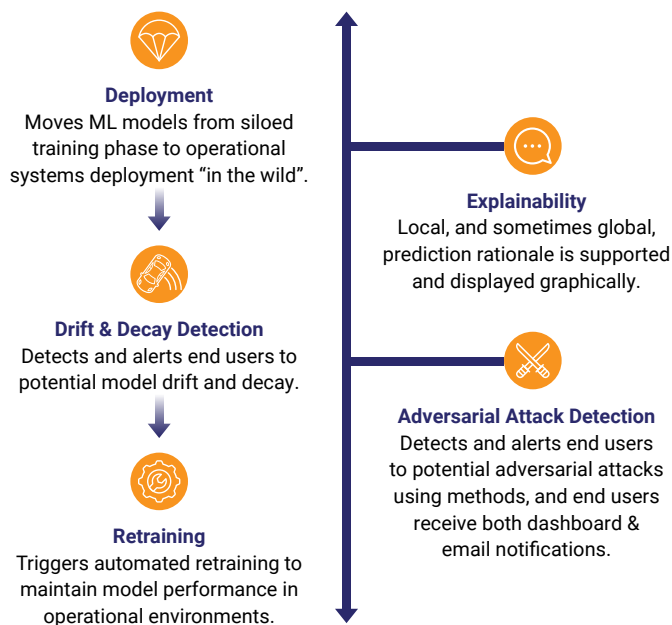 Deployment
Moves ML models from siloed
training phase to operational
systems deployment “in the wild”.
Drift & Decay Detection
Detects and alerts end users to
potential model drift and decay.
Retraining
Triggers automated retraining to
maintain model performance in
operational environments.
Explainability
Local, and sometimes global,
prediction rationale is supported
and displayed graphically.
Adversarial Attack Detection
Detects and alerts end users
to potential adversarial attacks
using methods, and end users
receive both dashboard &
email notifications.